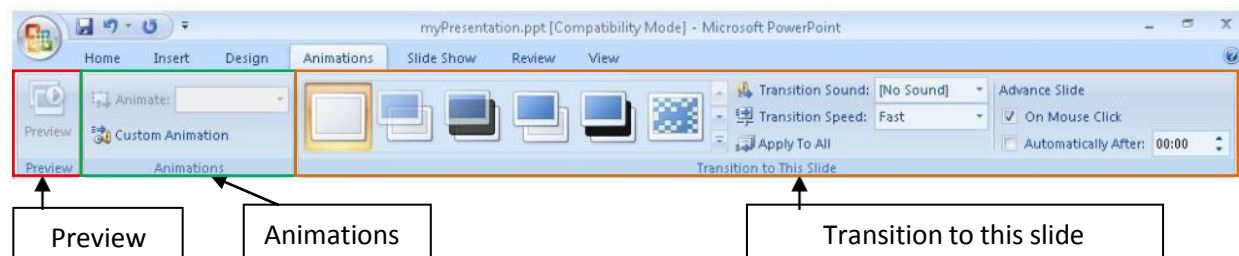 myPresentation.ppt [Compatibility Mode] - Microsoft PowerPoint
Home Insert Design Animations Slide Show Review View
Animate:
Transition Sound: [No Sound]
Advance Slide
Preview
Custom Animation
Transition Speed: Fast
On Mouse Click
Apply To All
Automatically After: 00:00
Preview Animations Transition to This Slide
Preview Animations Transition to this slide